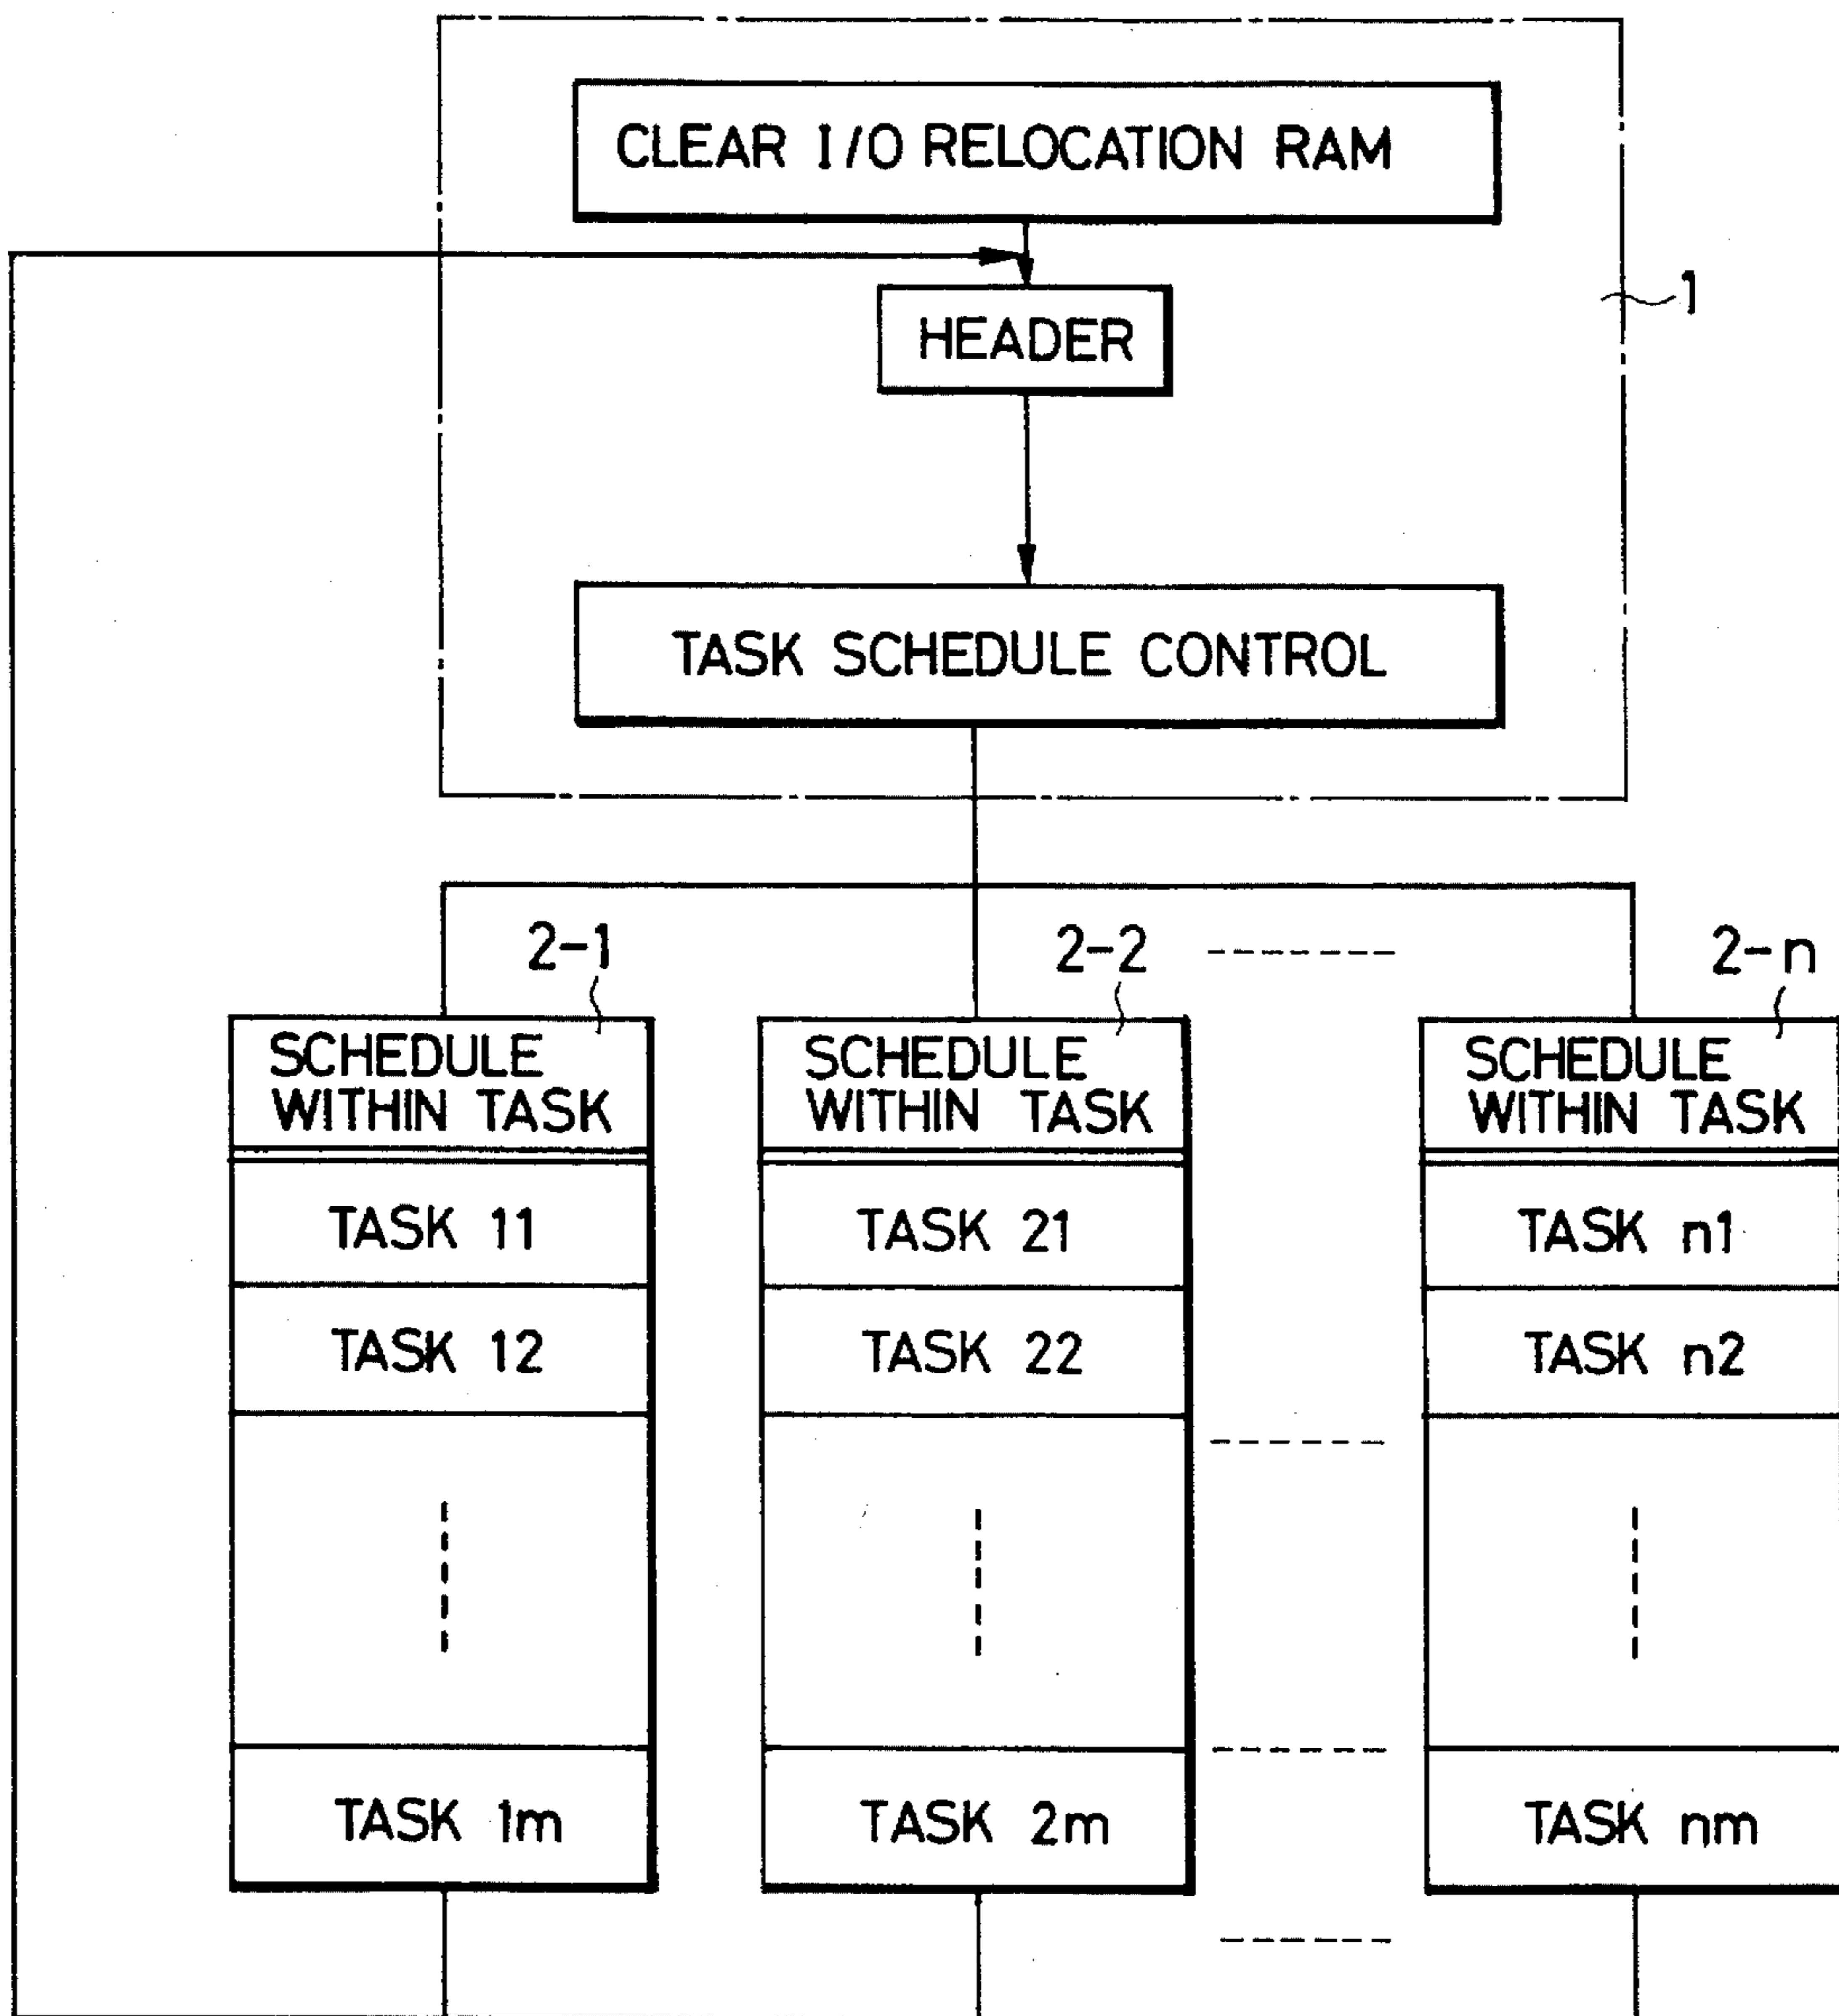 CLEAR I/O RELOCATION RAM
HEADER
1
TASK SCHEDULE CONTROL
2-1
2-2
2-n
SCHEDULE
WITHIN TASK
TASK 11
TASK 12
TASK 1m
SCHEDULE
WITHIN TASK
TASK 21
TASK 22
TASK 2m
SCHEDULE
WITHIN TASK
TASK n1
TASK n2
TASK nm